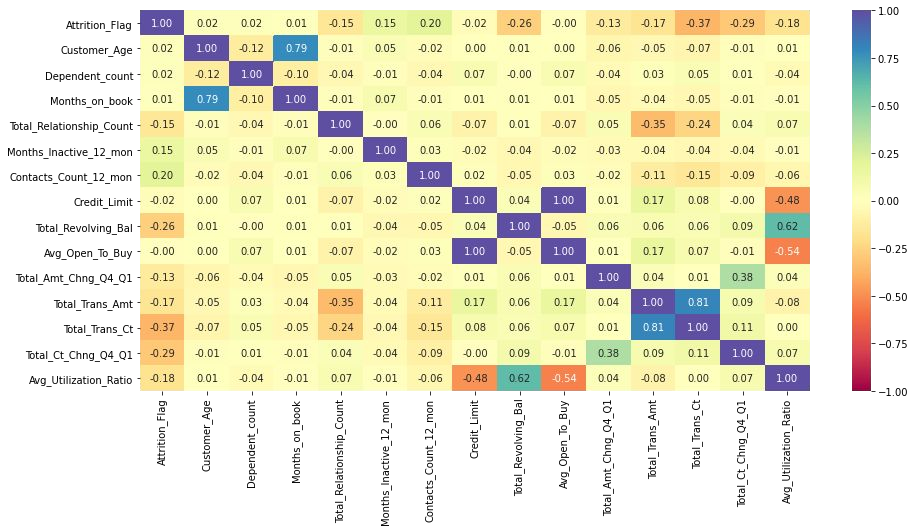 Attrition_Flag 1.00 0.02 0.02 0.01 -0.15 0.15 0.20 -0.02 -0.26 -0.00 -0.13 -0.17 -0.37 -0.29 -0.18
Customer_Age 0.02 1.00 -0.12 0.79 -0.01 0.05 -0.02 0.00 0.01 0.00 -0.06 -0.05 -0.07 -0.01 0.01
Dependent_count 0.02 -0.12 1.00 -0.10 -0.04 -0.01 -0.04 0.07 -0.00 0.07 -0.04 0.03 0.05 0.01 -0.04
Months_on_book 0.01 0.79 -0.10 1.00 -0.01 0.07 -0.01 0.01 0.01 0.01 -0.05 -0.04 -0.05 -0.01 -0.01
Total_Relationship_Count -0.15 -0.01 -0.04 -0.01 1.00 -0.00 0.06 -0.07 0.01 -0.07 0.05 -0.35 -0.24 0.04 0.07
Months_Inactive_12_mon 0.15 0.05 -0.01 0.07 -0.00 1.00 0.03 -0.02 -0.04 -0.02 -0.03 -0.04 -0.04 -0.04 -0.01
Contacts_Count_12_mon 0.20 -0.02 -0.04 -0.01 0.06 0.03 1.00 0.02 -0.05 0.03 -0.02 -0.11 -0.15 -0.09 -0.06
Credit_Limit -0.02 0.00 0.07 0.01 -0.07 -0.02 0.02 1.00 0.04 1.00 0.01 0.17 0.08 -0.00 -0.48
Total_Revolving_Bal -0.26 0.01 -0.00 0.01 0.01 -0.04 -0.05 0.04 1.00 -0.05 0.06 0.06 0.06 0.09 0.62
Avg_Open_To_Buy -0.00 0.00 0.07 0.01 -0.07 -0.02 0.03 1.00 -0.05 1.00 0.01 0.17 0.07 -0.01 -0.54
Total_Amt_Chng_Q4_Q1 -0.13 -0.06 -0.04 -0.05 0.05 -0.03 -0.02 0.01 0.06 0.01 1.00 0.04 0.01 0.38 0.04
Total_Trans_Amt -0.17 -0.05 0.03 -0.04 -0.35 -0.04 -0.11 0.17 0.06 0.17 0.04 1.00 0.81 0.09 -0.08
Total_Trans_Ct -0.37 -0.07 0.05 -0.05 -0.24 -0.04 -0.15 0.08 0.06 0.07 0.01 0.81 1.00 0.11 0.00
Total_Ct_Chng_Q4_Q1 -0.29 -0.01 0.01 -0.01 0.04 -0.04 -0.09 -0.00 0.09 -0.01 0.38 0.09 0.11 1.00 0.07
Avg_Utilization_Ratio -0.18 0.01 -0.04 -0.01 0.07 -0.01 -0.06 -0.48 0.62 -0.54 0.04 -0.08 0.00 0.07 1.00
Attrition_Flag
Customer_Age
Dependent_count
Months_on_book
Total_Relationship_Count
Months_Inactive_12_mon
Contacts_Count_12_mon
Credit_Limit
Total_Revolving_Bal
Avg_Open_To_Buy
Total_Amt_Chng_Q4_Q1
Total_Trans_Amt
Total_Trans_Ct
Total_Ct_Chng_Q4_Q1
Avg_Utilization_Ratio
1.00
0.75
0.50
0.25
0.00
−0.25
−0.50
−0.75
−1.00